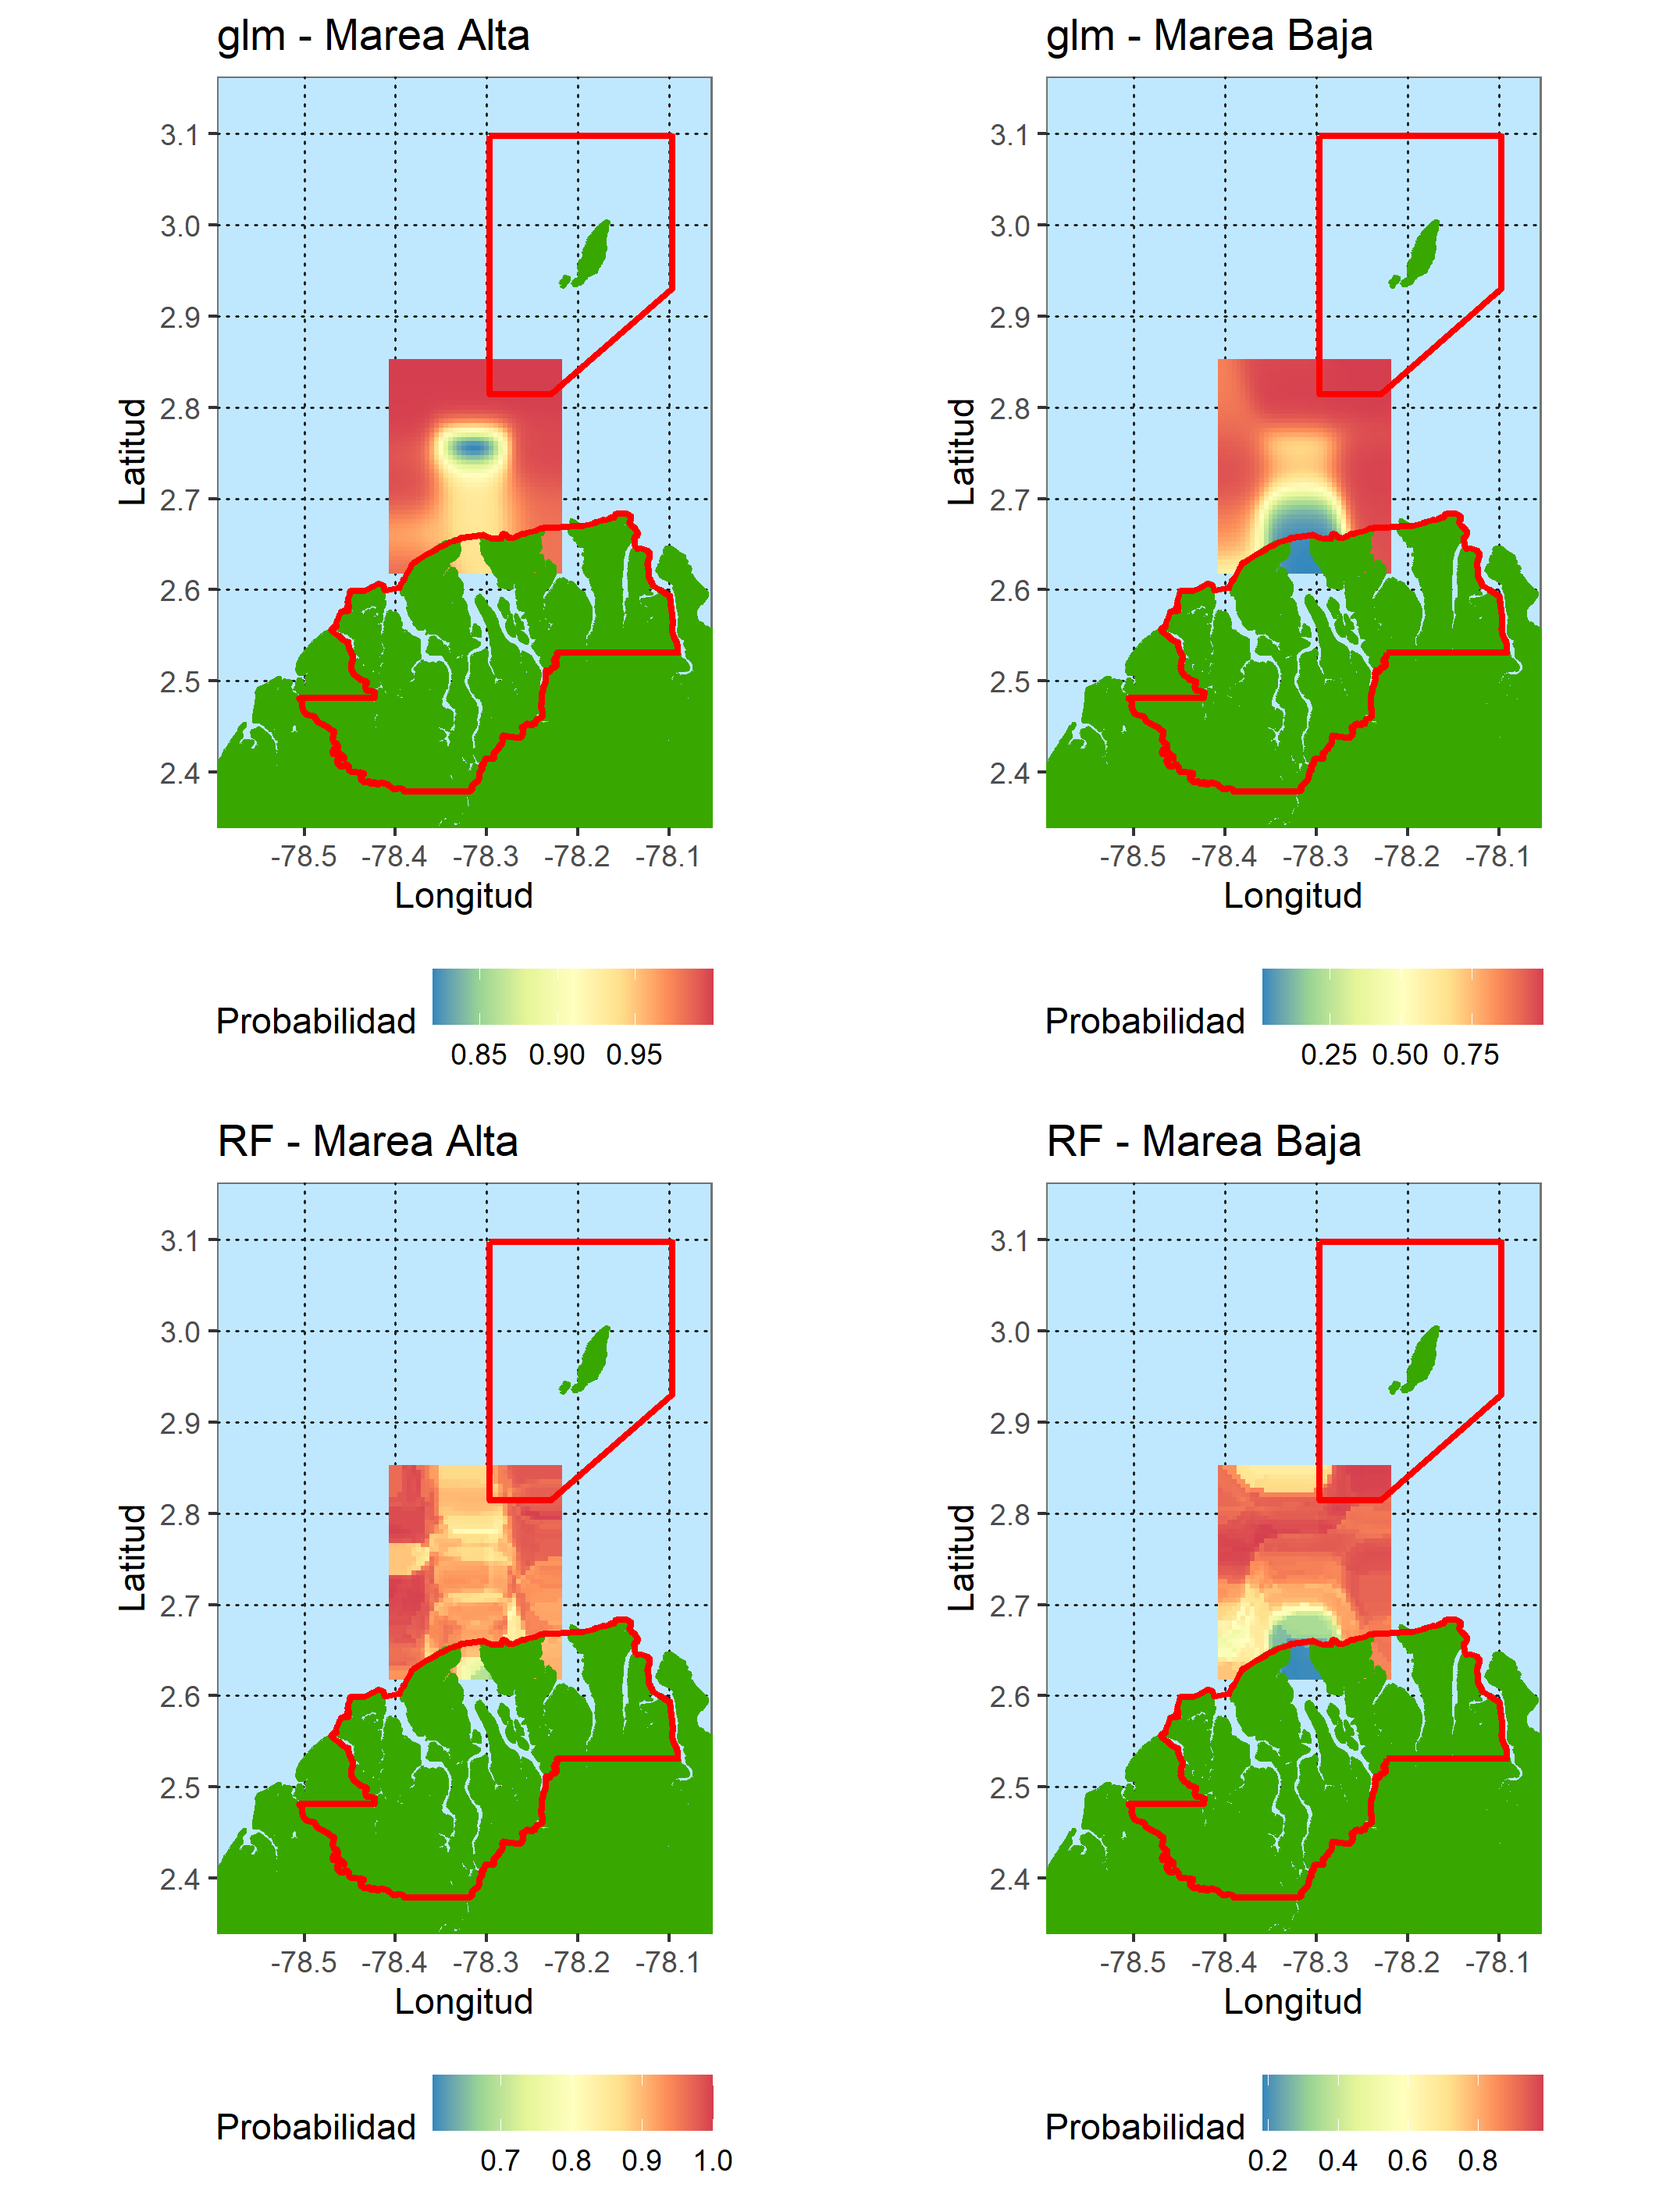 glm - Marea Alta
glm - Marea Baja
3.1
3.0
2.9
2.8
2.7
2.6
2.5
2.4
Latitud
-78.5 -78.4 -78.3 -78.2 -78.1
Longitud
3.1
3.0
2.9
2.8
2.7
2.6
2.5
2.4
Latitud
-78.5 -78.4 -78.3 -78.2 -78.1
Longitud
Probabilidad
0.85 0.90 0.95
Probabilidad
0.25 0.50 0.75
RF - Marea Alta
RF - Marea Baja
3.1
3.0
2.9
2.8
2.7
2.6
2.5
2.4
Latitud
-78.5 -78.4 -78.3 -78.2 -78.1
Longitud
3.1
3.0
2.9
2.8
2.7
2.6
2.5
2.4
Latitud
-78.5 -78.4 -78.3 -78.2 -78.1
Longitud
Probabilidad
0.7 0.8 0.9 1.0
Probabilidad
0.2 0.4 0.6 0.8